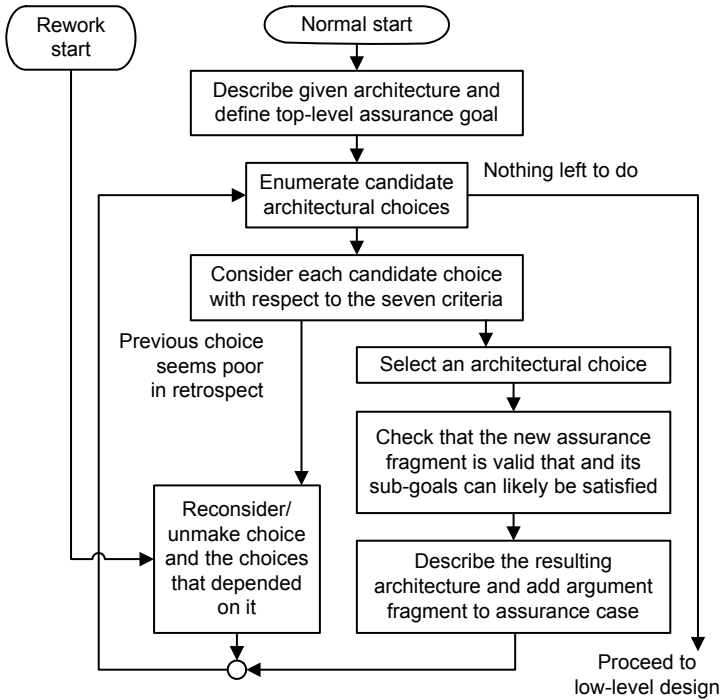 Rework
start
Normal start
Describe given architecture and
define top-level assurance goal
Nothing left to do
Enumerate candidate
architectural choices
Consider each candidate choice
with respect to the seven criteria
Previous choice
seems poor
in retrospect
Select an architectural choice
Check that the new assurance
fragment is valid that and its
sub-goals can likely be satisfied
Reconsider/
unmake choice
and the choices
that depended
on it
Describe the resulting
architecture and add argument
fragment to assurance case
Proceed to
low-level design